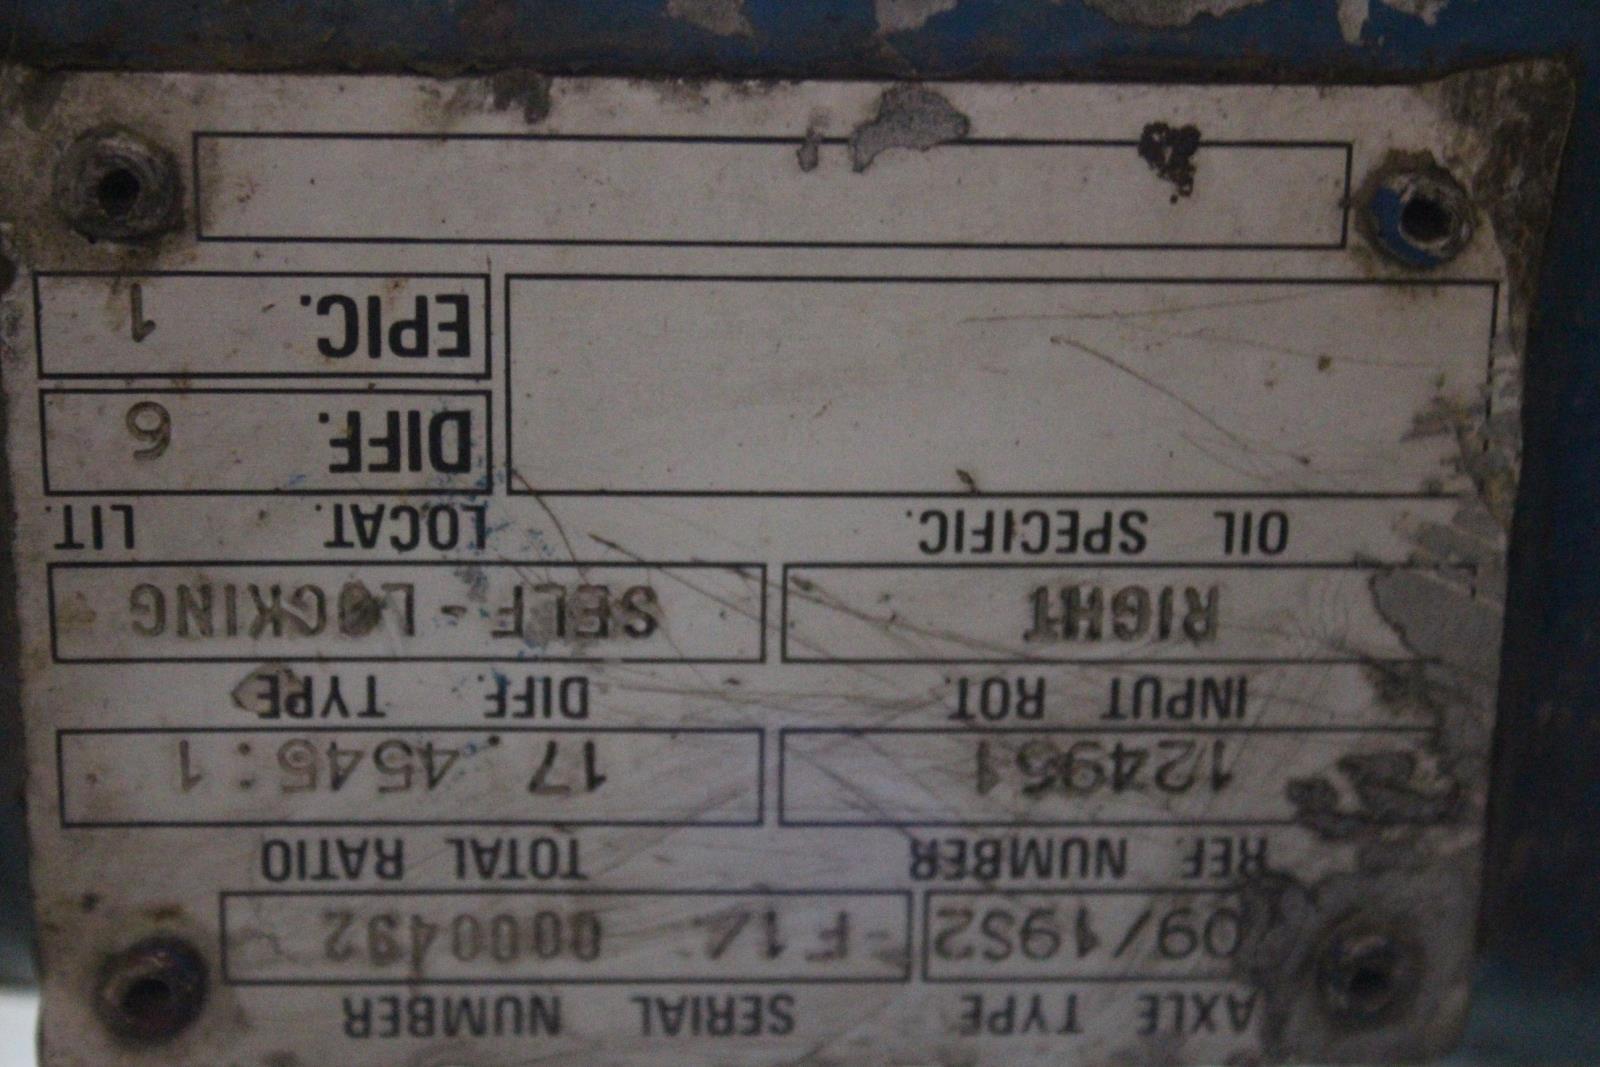 AXLE TYPE SERIAL NUMBER
09/19S2 0000492
REF NUMBER TOTAL RATIO
124951 17.4545:1
INPUT ROT. DIFF. TYPE
RIGHT SELF-LOCKING
OIL SPECIFIC. LOCAT. LIT.
DIFF. 6
EPIC. 1